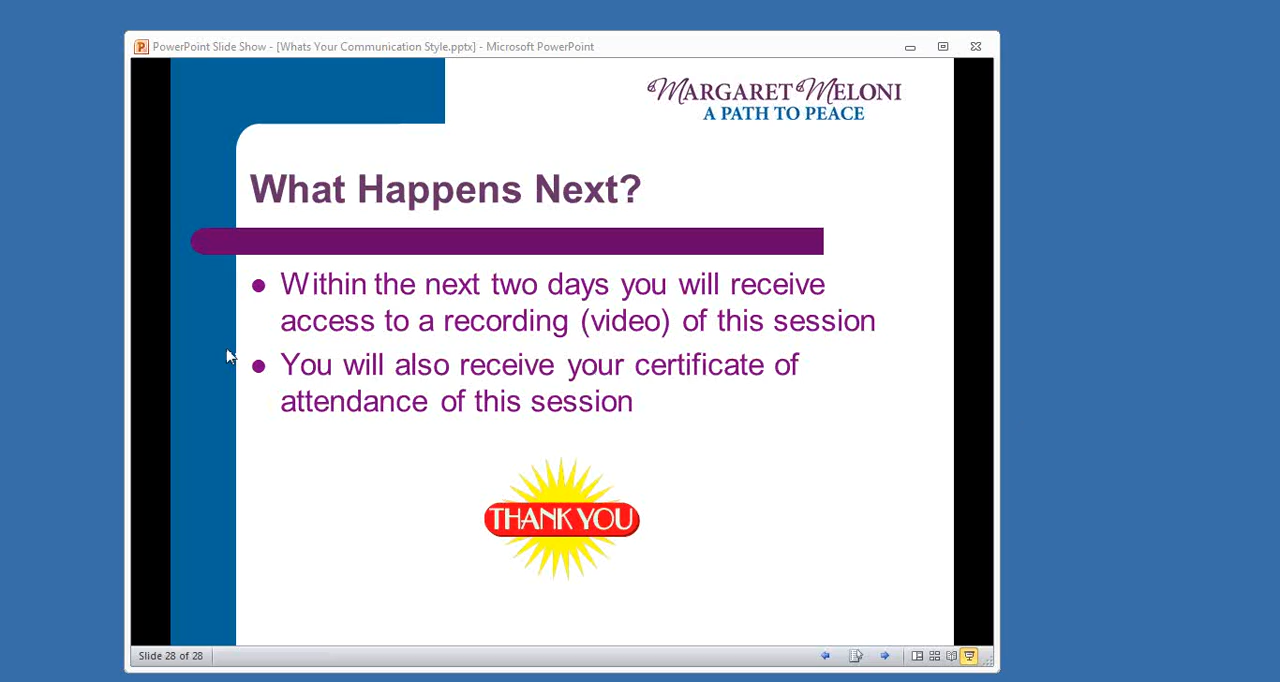 PowerPoint Slide Show - [Whats Your Communication Style.pptx] - Microsoft PowerPoint
MARGARET MELONI
A PATH TO PEACE
What Happens Next?
Within the next two days you will receive
access to a recording (video) of this session
You will also receive your certificate of
attendance of this session
THANK YOU
Slide 28 of 28